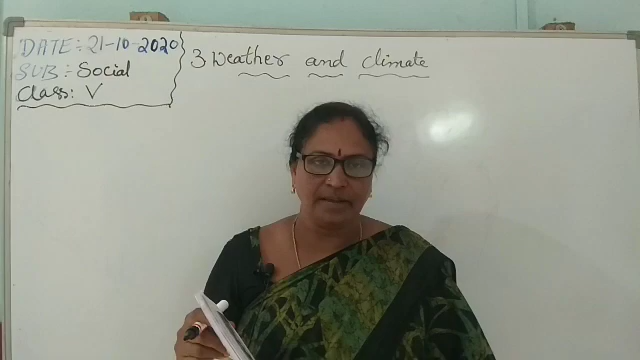 DATE:- 21-10-2020
SUB:- Social
Class: V
3 Weather and climate